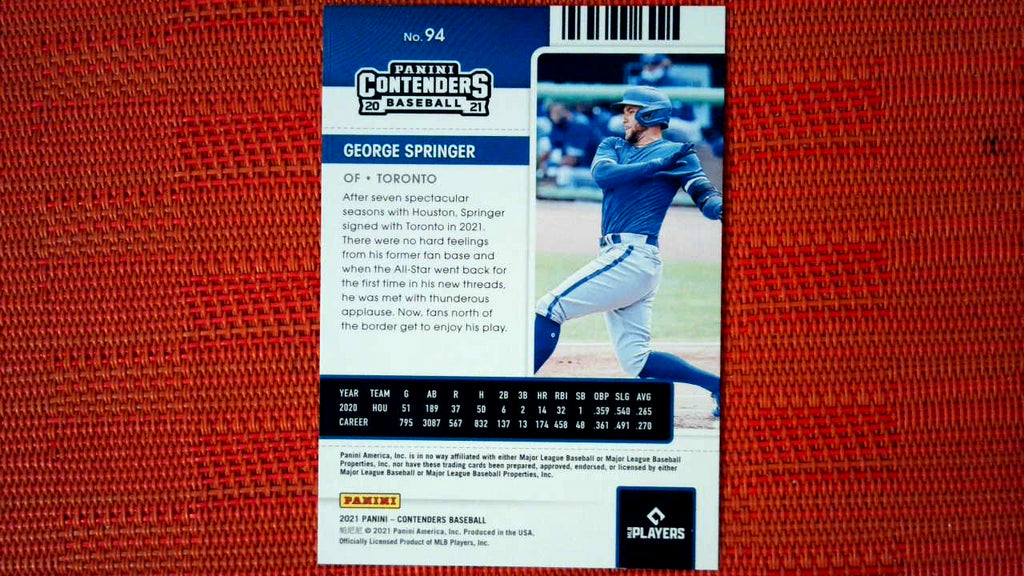 No. 94
PANINI
CONTENDERS
20 BASEBALL 21
GEORGE SPRINGER
OF • TORONTO
After seven spectacular
seasons with Houston, Springer
signed with Toronto in 2021.
There were no hard feelings
from his former fan base and
when the All-Star went back for
the first time in his new threads,
he was met with thunderous
applause. Now, fans north of
the border get to enjoy his play.
YEAR TEAM G AB R H 2B 3B HR RBI SB OBP SLG AVG
2020 HOU 51 189 37 50 6 2 14 32 1 .359 .540 .265
CAREER 795 3087 567 832 137 13 174 458 48 .361 .491 .270
Panini America, Inc. is in no way affiliated with either Major League Baseball or Major League Baseball
Properties, Inc. nor have these trading cards been prepared, approved, endorsed, or licensed by either
Major League Baseball or Major League Baseball Properties, Inc.
PANINI
2021 PANINI – CONTENDERS BASEBALL
帕尼尼 © 2021 Panini America, Inc. Produced in the USA.
Officially Licensed Product of MLB Players, Inc.
MLB PLAYERS